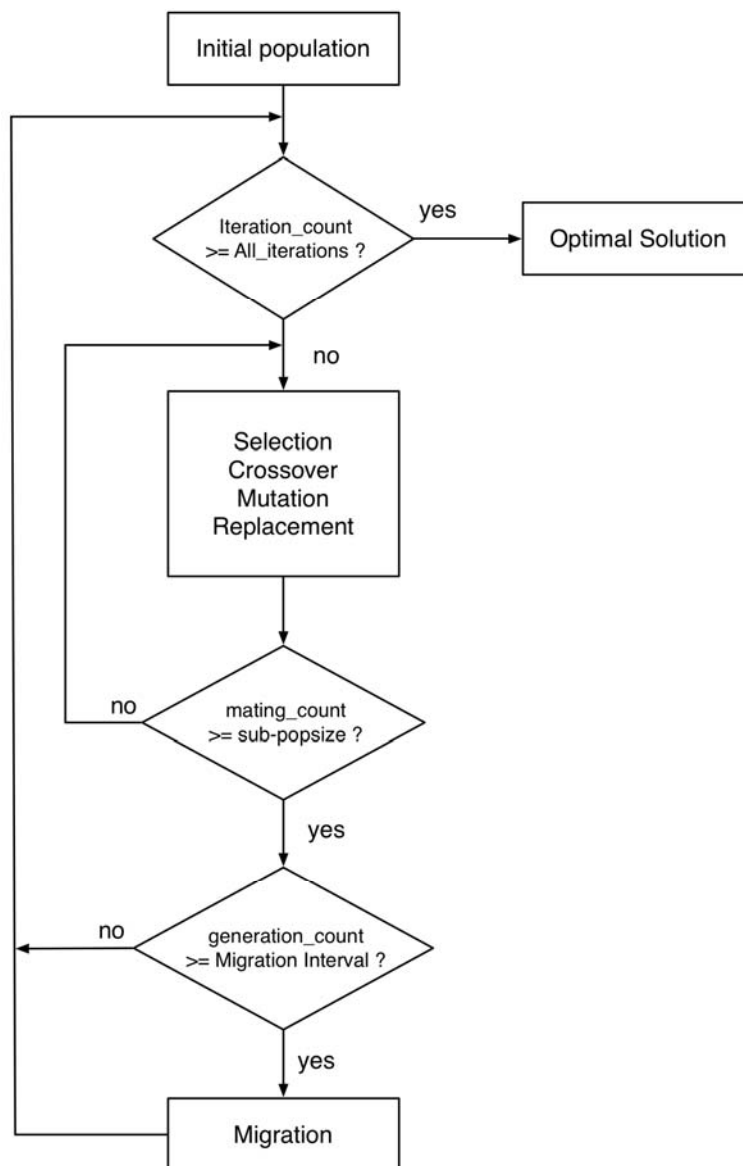 Initial population
Iteration_count
>= All_iterations ?
yes
Optimal Solution
no
Selection
Crossover
Mutation
Replacement
no
mating_count
>= sub-popsize ?
yes
no
generation_count
>= Migration Interval ?
yes
Migration